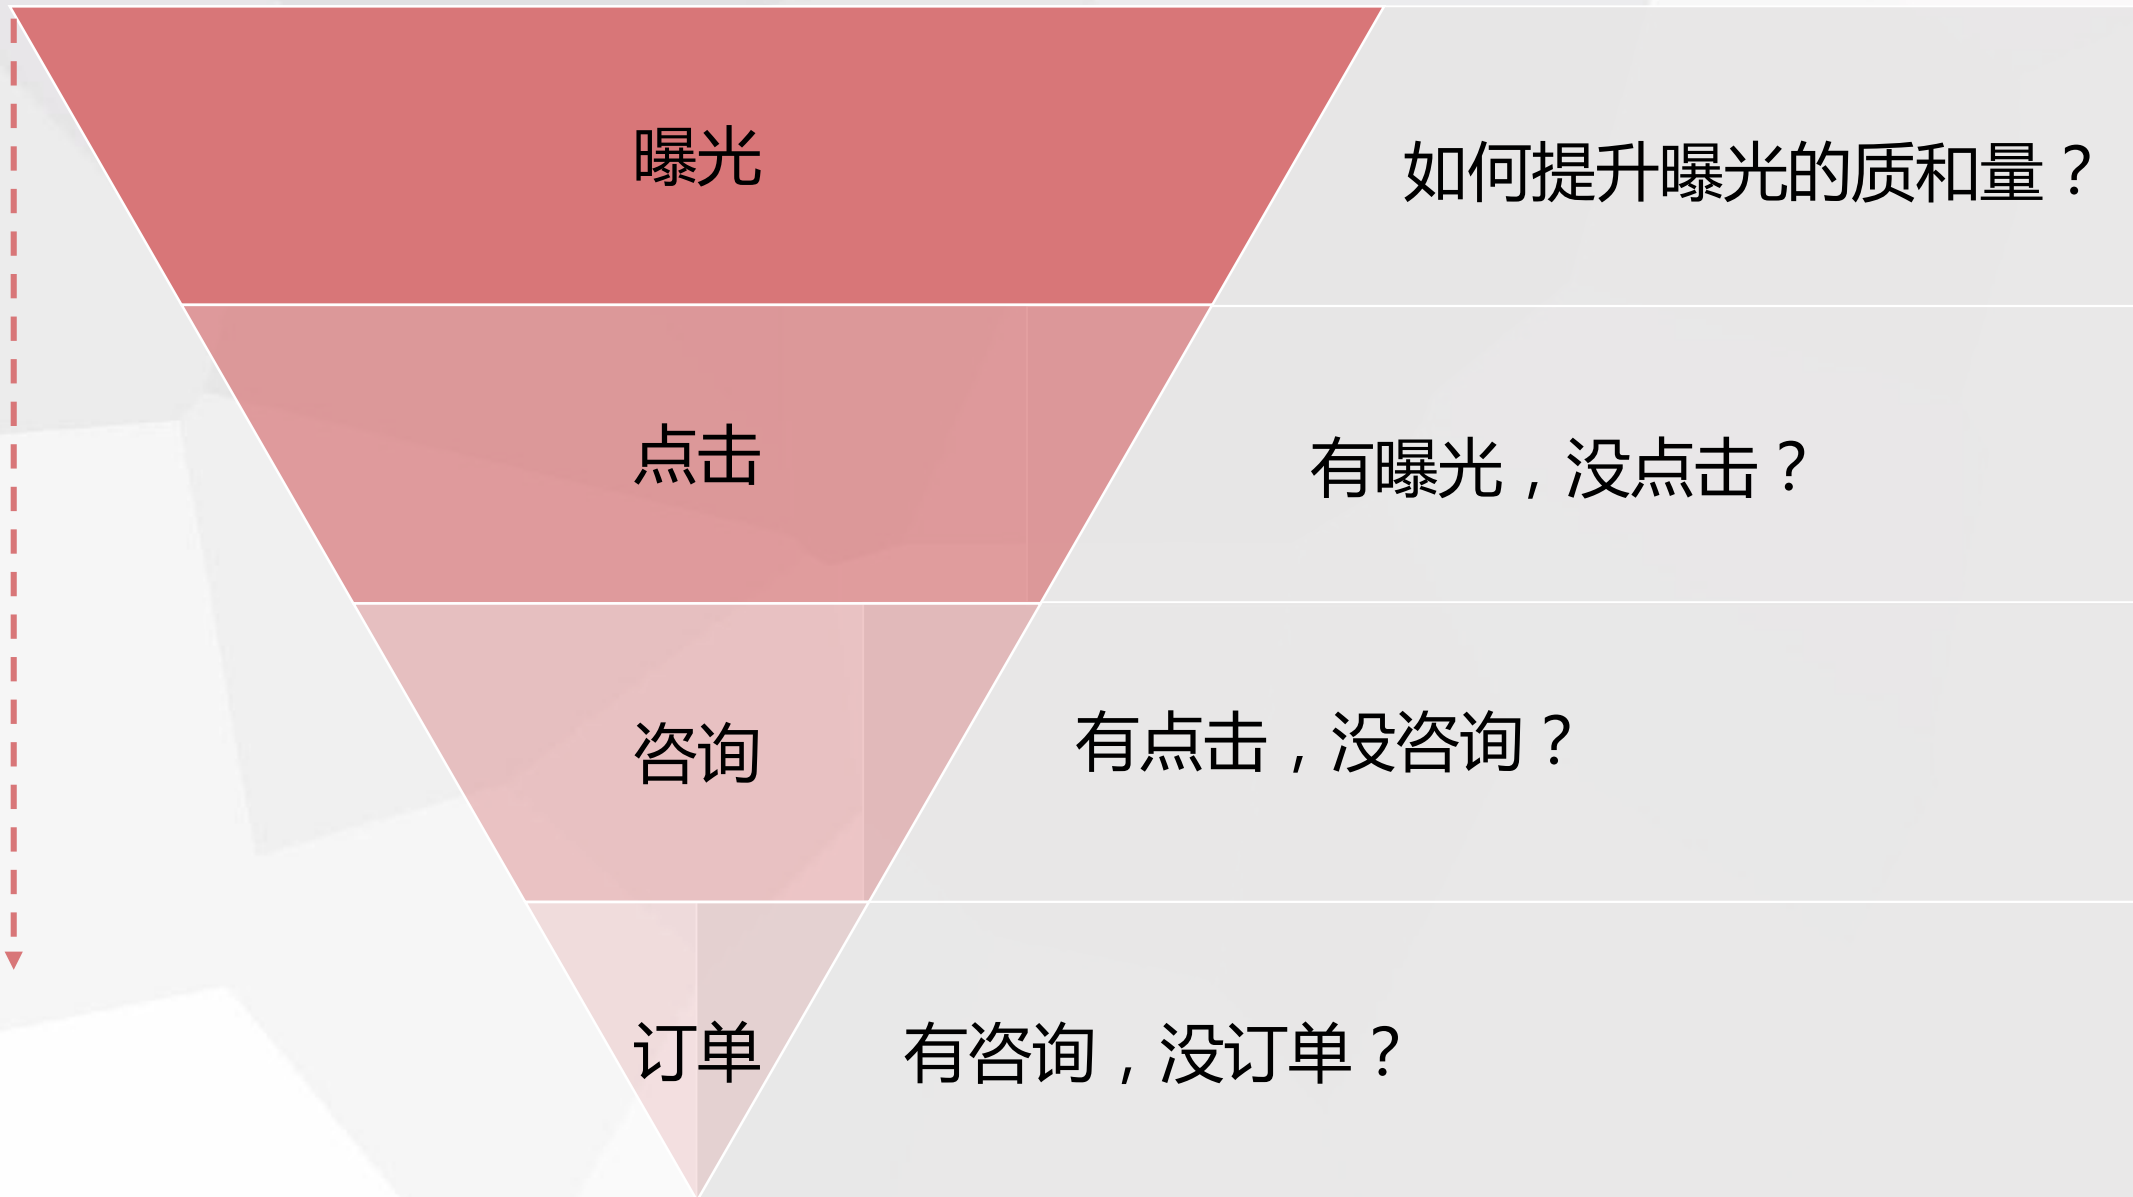 曝光
如何提升曝光的质和量？
点击
有曝光，没点击？
咨询
有点击，没咨询？
订单
有咨询，没订单？